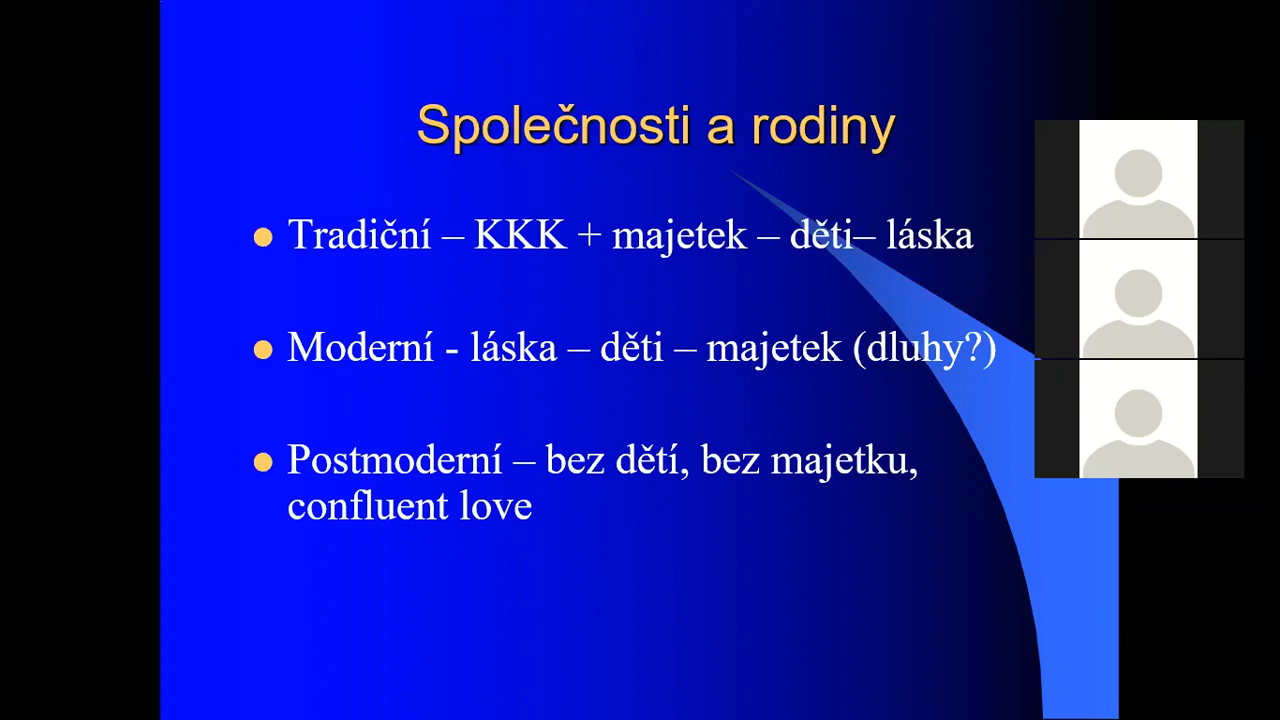 Společnosti a rodiny
Tradiční – KKK + majetek – děti– láska
Moderní - láska – děti – majetek (dluhy?)
Postmoderní – bez dětí, bez majetku,
confluent love